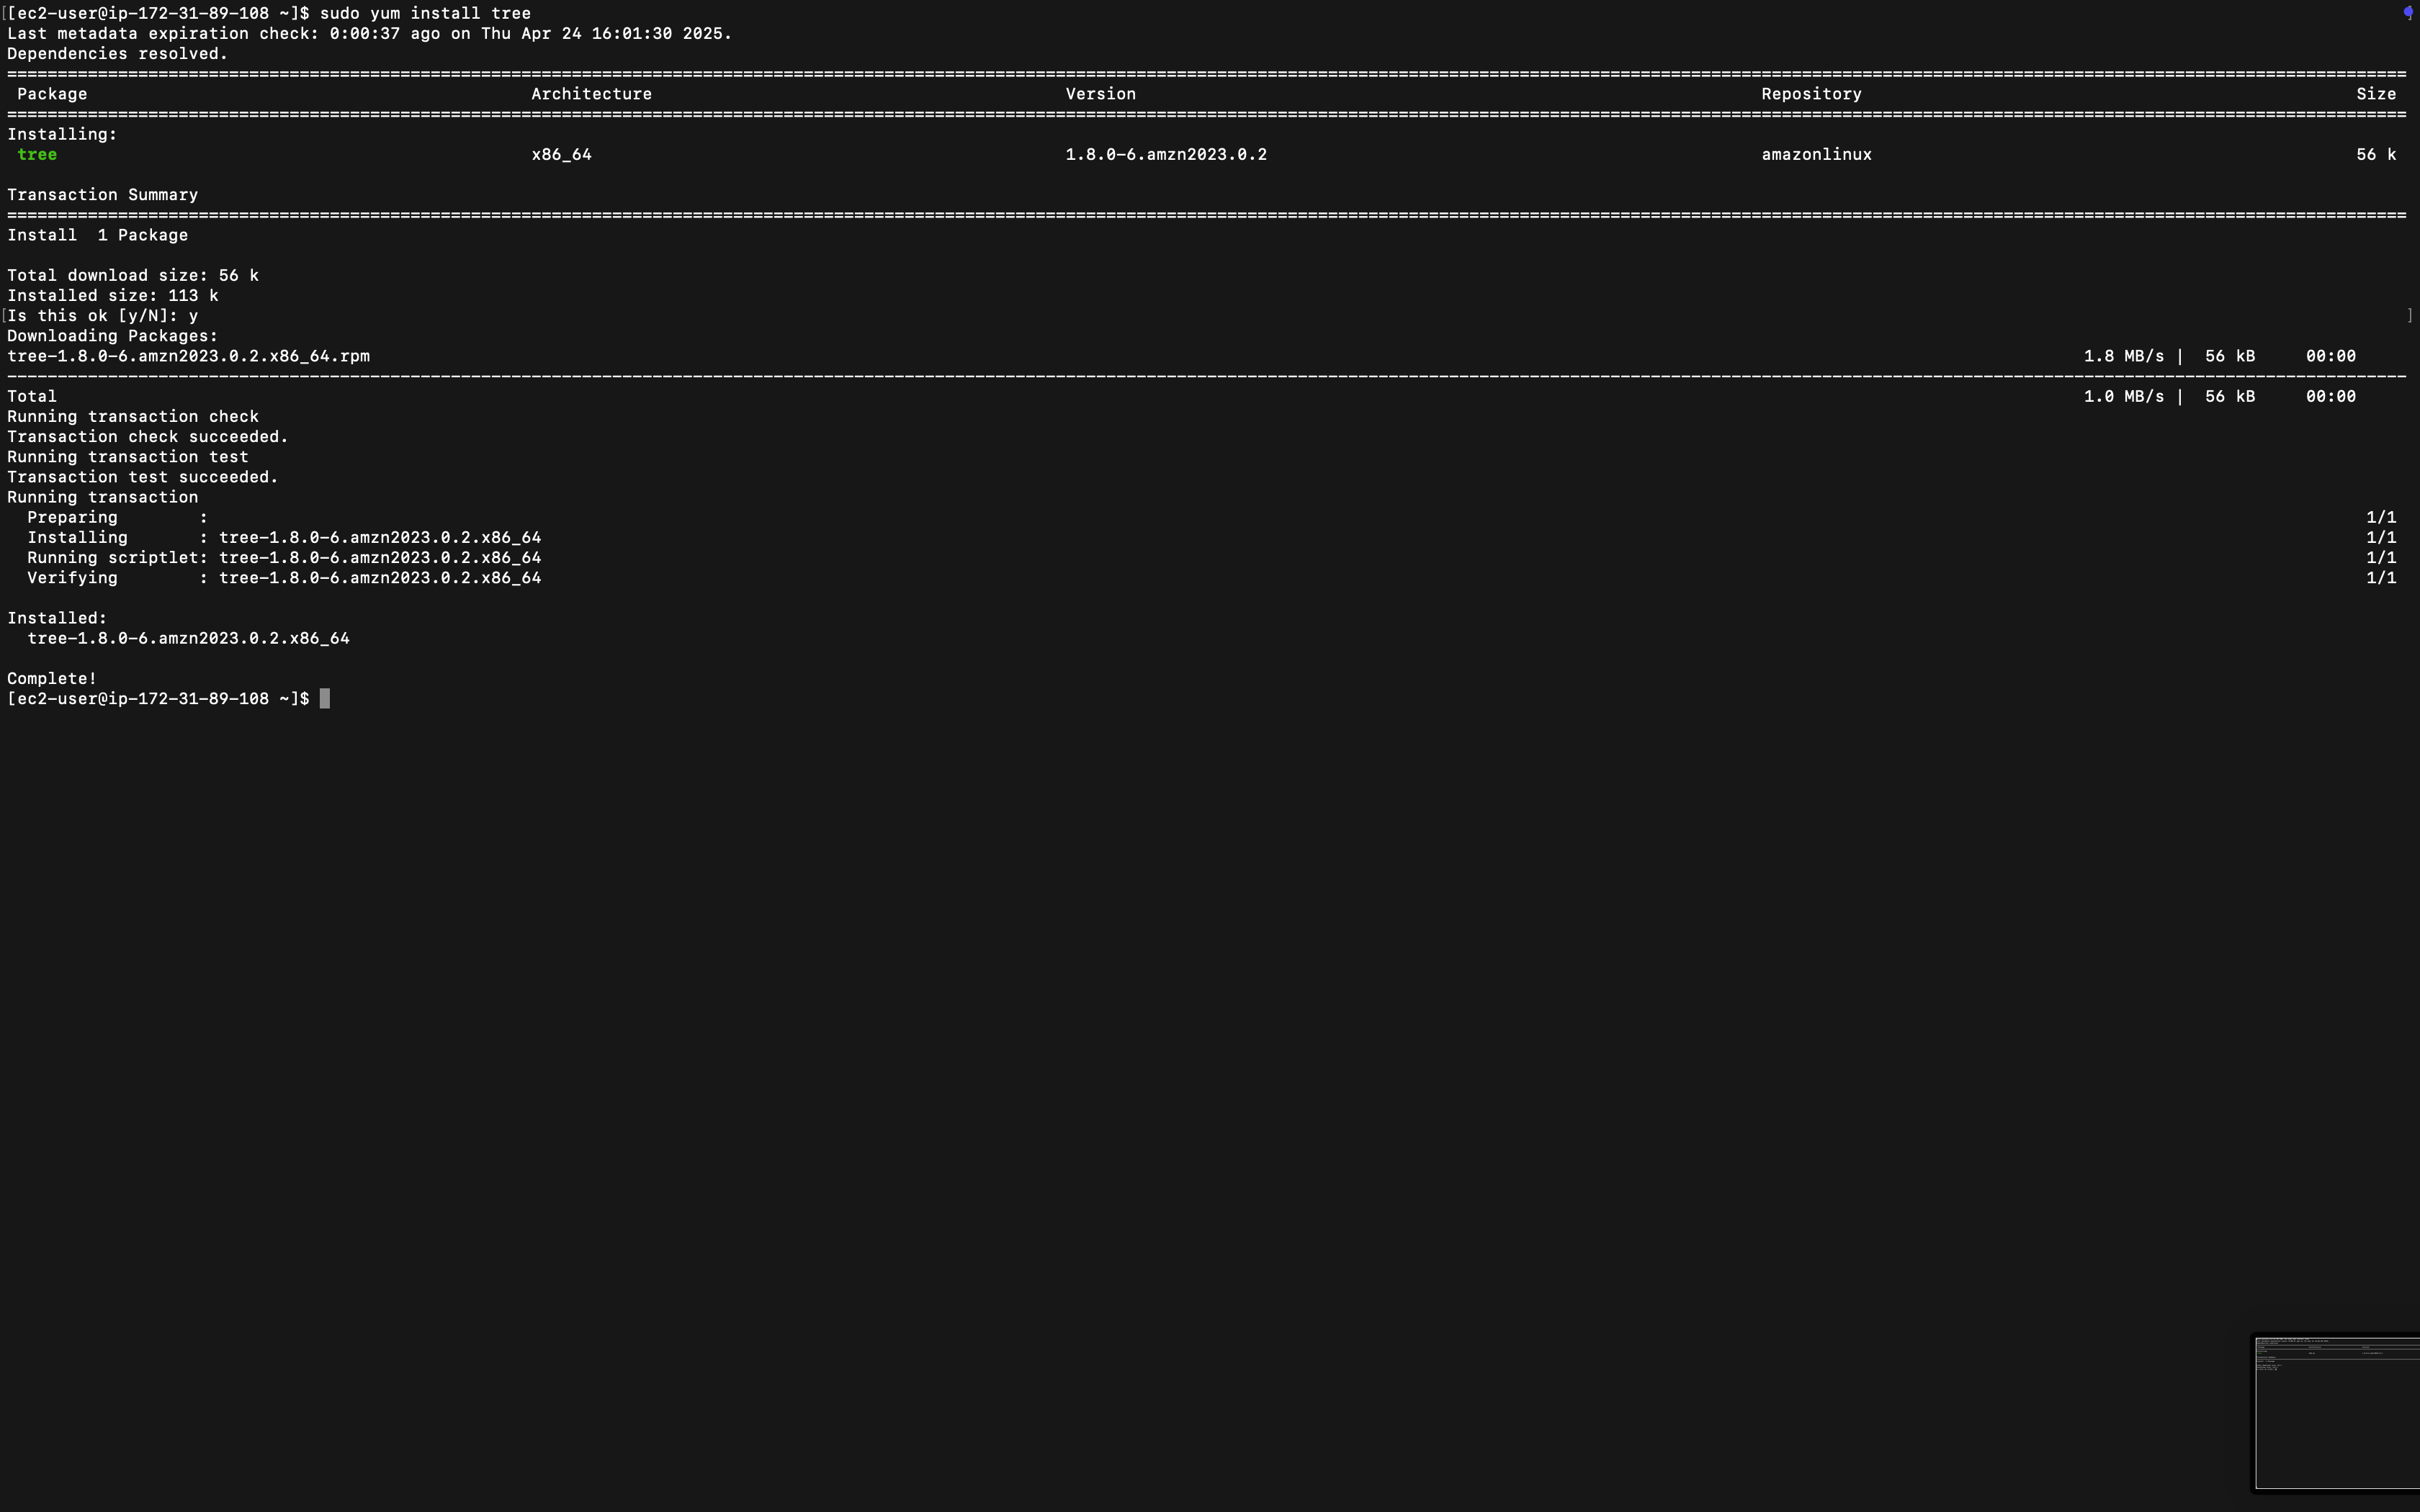 [ec2-user@ip-172-31-89-108 ~]$ sudo yum install tree
Last metadata expiration check: 0:00:37 ago on Thu Apr 24 16:01:30 2025.
Dependencies resolved.
Package Architecture Version Repository Size
Installing:
tree x86_64 1.8.0-6.amzn2023.0.2 amazonlinux 56 k
Transaction Summary
Install 1 Package
Total download size: 56 k
Installed size: 113 k
Is this ok [y/N]: y
Downloading Packages:
tree-1.8.0-6.amzn2023.0.2.x86_64.rpm 1.8 MB/s | 56 kB 00:00
Total 1.0 MB/s | 56 kB 00:00
Running transaction check
Transaction check succeeded.
Running transaction test
Transaction test succeeded.
Running transaction
Preparing : 1/1
Installing : tree-1.8.0-6.amzn2023.0.2.x86_64 1/1
Running scriptlet: tree-1.8.0-6.amzn2023.0.2.x86_64 1/1
Verifying : tree-1.8.0-6.amzn2023.0.2.x86_64 1/1
Installed:
tree-1.8.0-6.amzn2023.0.2.x86_64
Complete!
[ec2-user@ip-172-31-89-108 ~]$